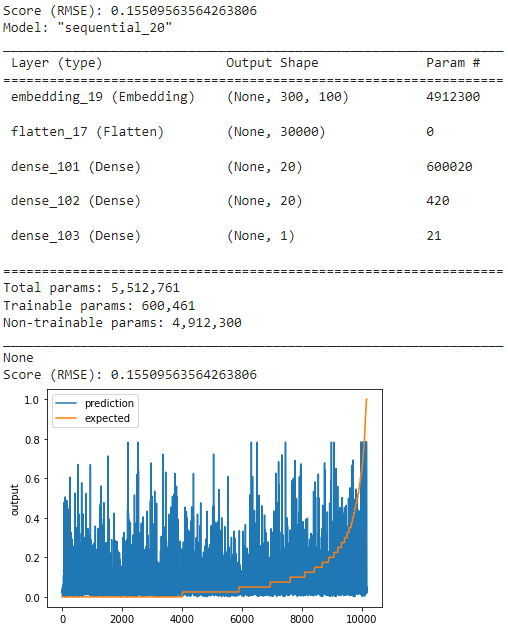 Score (RMSE): 0.15509563564263806
Model: "sequential_20"
_________________________________________________________________
Layer (type) Output Shape Param #
=================================================================
embedding_19 (Embedding) (None, 300, 100) 4912300
flatten_17 (Flatten) (None, 30000) 0
dense_101 (Dense) (None, 20) 600020
dense_102 (Dense) (None, 20) 420
dense_103 (Dense) (None, 1) 21
=================================================================
Total params: 5,512,761
Trainable params: 600,461
Non-trainable params: 4,912,300
_________________________________________________________________
None
Score (RMSE): 0.15509563564263806
prediction
expected
output
1.0
0.8
0.6
0.4
0.2
0.0
0 2000 4000 6000 8000 10000